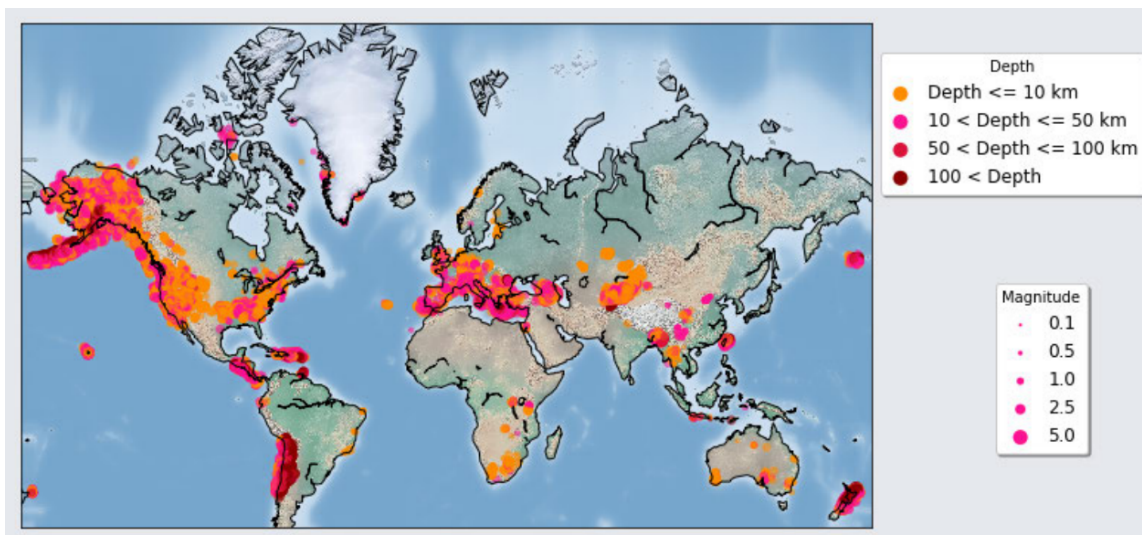 Depth
Depth <= 10 km
10 < Depth <= 50 km
50 < Depth <= 100 km
100 < Depth
Magnitude
0.1
0.5
1.0
2.5
5.0